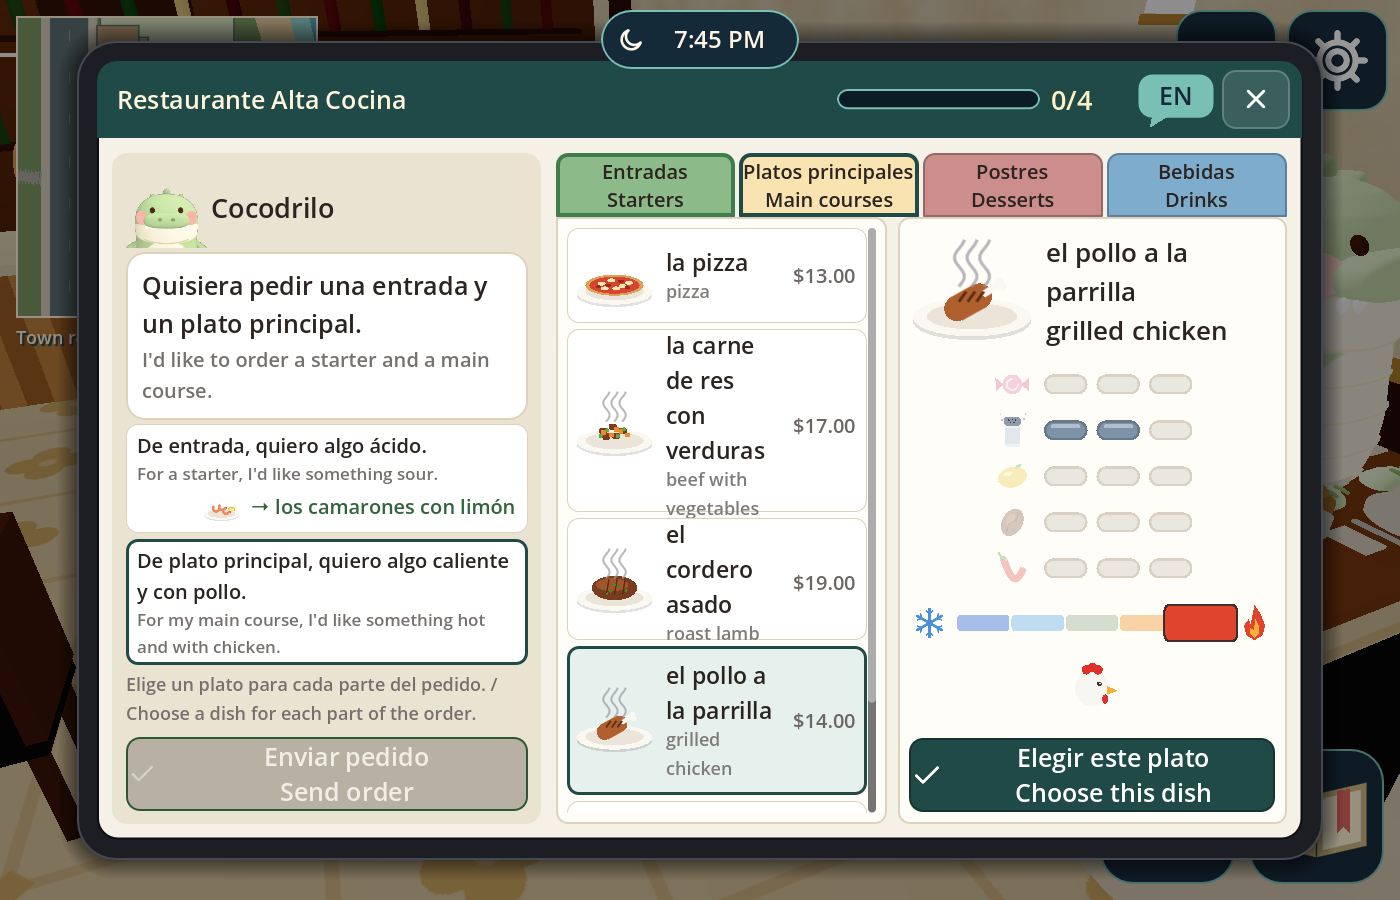 7:45 PM
Restaurante Alta Cocina
0/4
EN
Town
Cocodrilo
Quisiera pedir una entrada y
un plato principal.
I'd like to order a starter and a main
course.
De entrada, quiero algo ácido.
For a starter, I'd like something sour.
→ los camarones con limón
De plato principal, quiero algo caliente
y con pollo.
For my main course, I'd like something hot
and with chicken.
Elige un plato para cada parte del pedido. /
Choose a dish for each part of the order.
Enviar pedido
Send order
Entradas
Starters
Platos principales
Main courses
Postres
Desserts
Bebidas
Drinks
la pizza
pizza
$13.00
la carne
de res
con
verduras
beef with
vegetables
$17.00
el
cordero
asado
roast lamb
$19.00
el pollo a
la parrilla
grilled
chicken
$14.00
el pollo a la
parrilla
grilled chicken
Elegir este plato
Choose this dish